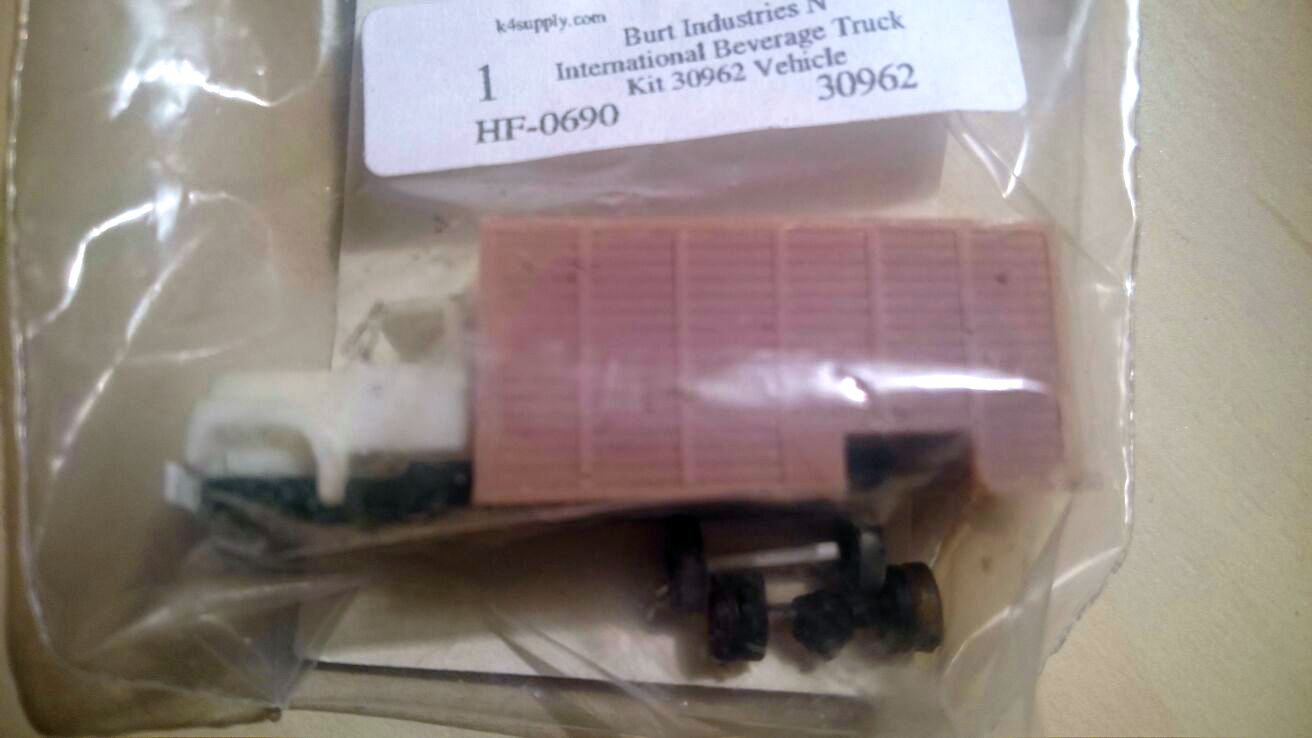 k4supply.com
Burt Industries N
International Beverage Truck
1
Kit 30962 Vehicle
HF-0690
30962